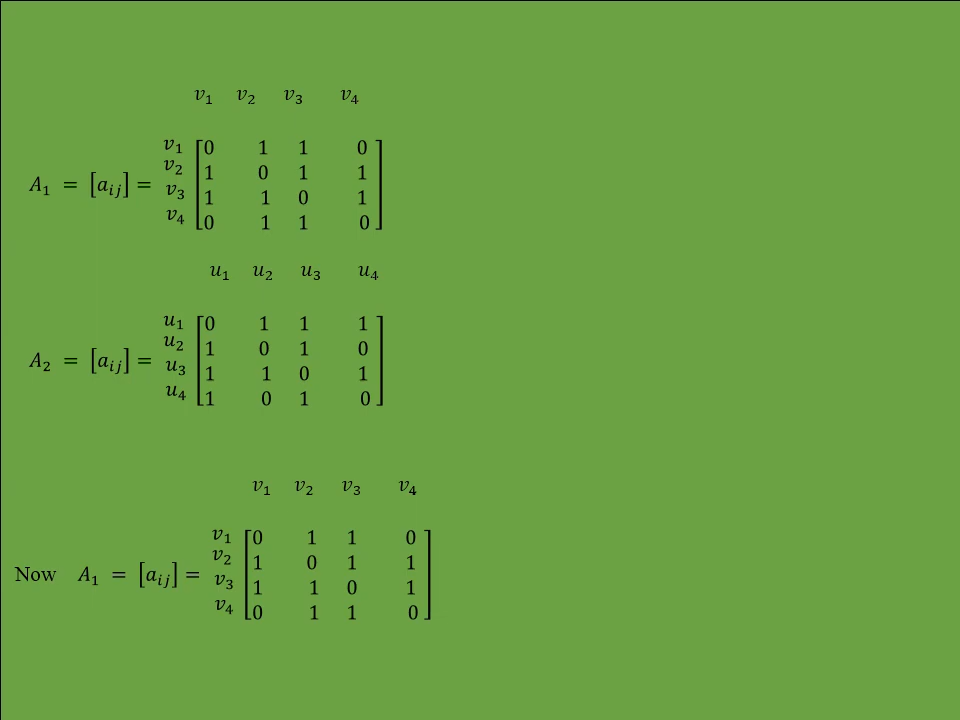 v₁ v₂ v₃ v₄
v₁ 0 1 1 0
v₂ 1 0 1 1
A₁ = [aᵢⱼ] =
v₃ 1 1 0 1
v₄ 0 1 1 0
u₁ u₂ u₃ u₄
u₁ 0 1 1 1
u₂ 1 0 1 0
A₂ = [aᵢⱼ] =
u₃ 1 1 0 1
u₄ 1 0 1 0
v₁ v₂ v₃ v₄
v₁ 0 1 1 0
v₂ 1 0 1 1
Now A₁ = [aᵢⱼ] =
v₃ 1 1 0 1
v₄ 0 1 1 0